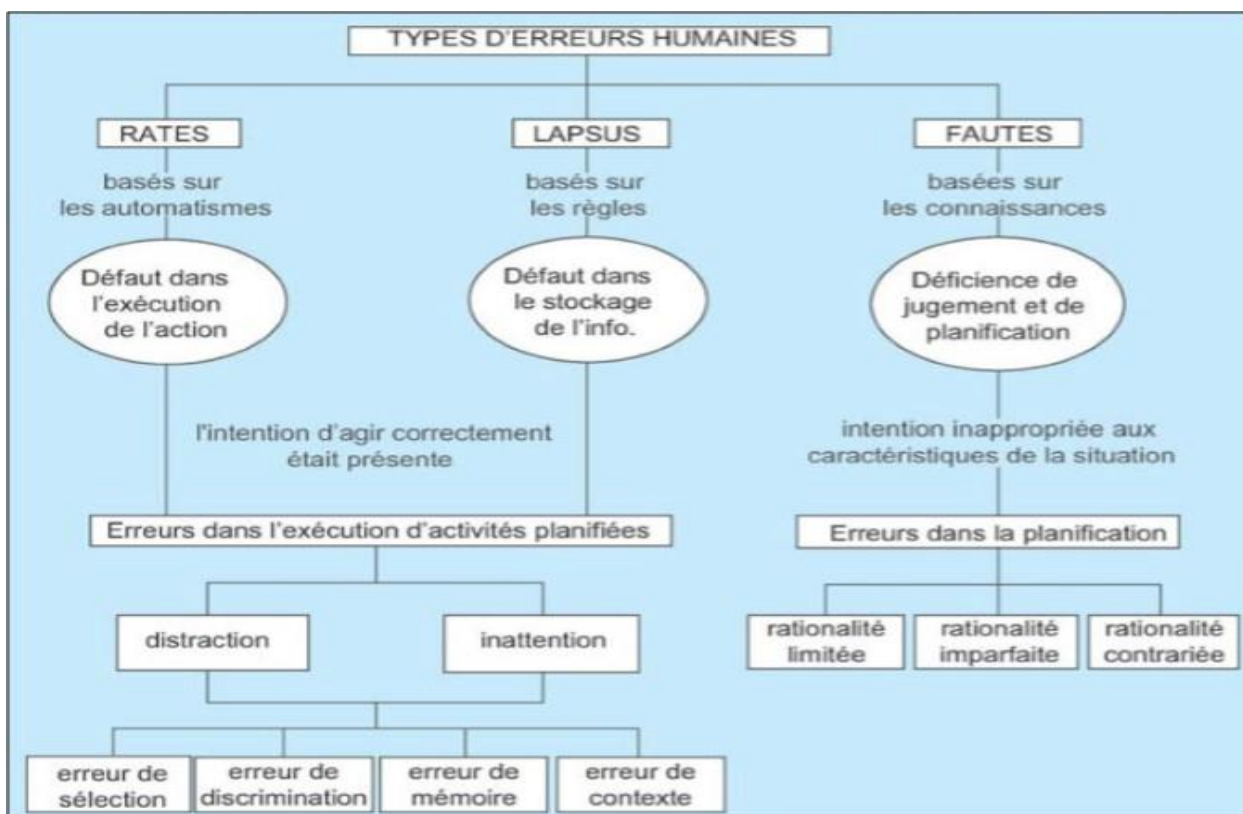 TYPES D'ERREURS HUMAINES
RATES
basés sur
les automatismes
Défaut dans
l'exécution
de l'action
LAPSUS
basés sur
les règles
Défaut dans
le stockage
de l'info.
FAUTES
basées sur
les connaissances
Déficience de
jugement et de
planification
l'intention d'agir correctement
était présente
intention inappropriée aux
caractéristiques de la situation
Erreurs dans l'exécution d'activités planifiées
Erreurs dans la planification
distraction
inattention
rationalité
limitée
rationalité
imparfaite
rationalité
contrariée
erreur de
sélection
erreur de
discrimination
erreur de
mémoire
erreur de
contexte